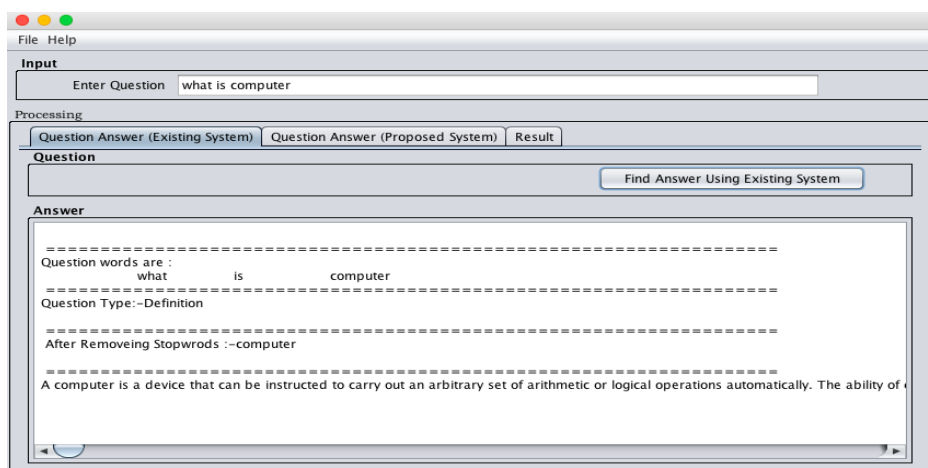 File Help
Input
Enter Question what is computer
Processing
Question Answer (Existing System) Question Answer (Proposed System) Result
Question
Find Answer Using Existing System
Answer
===================================================================
Question words are :
what is computer
===================================================================
Question Type:-Definition
===================================================================
After Removeing Stopwrods :-computer
===================================================================
A computer is a device that can be instructed to carry out an arbitrary set of arithmetic or logical operations automatically. The ability of